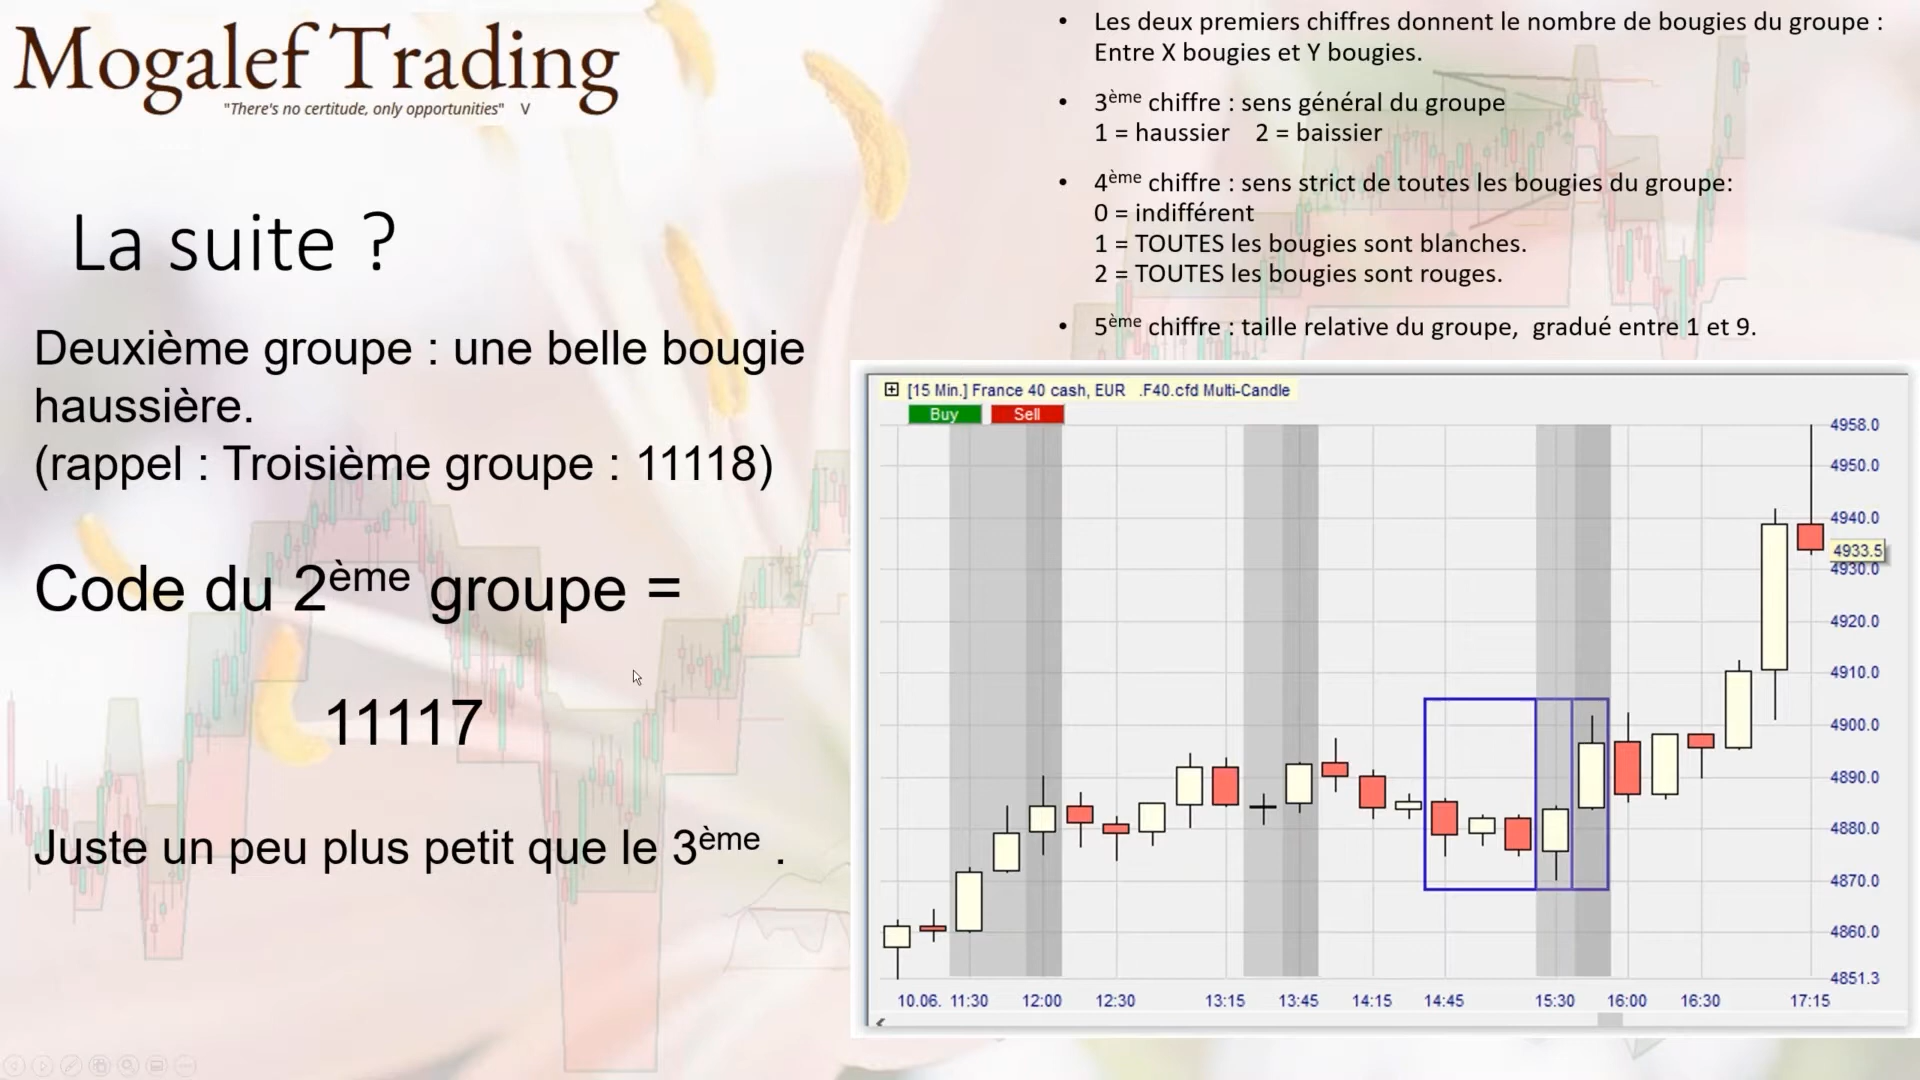 Mogalef Trading
"There's no certitude, only opportunities" V
La suite ?
Deuxième groupe : une belle bougie
haussière.
(rappel : Troisième groupe : 11118)
Code du 2ème groupe =
11117
Juste un peu plus petit que le 3ème .
• Les deux premiers chiffres donnent le nombre de bougies du groupe :
Entre X bougies et Y bougies.
• 3ème chiffre : sens général du groupe
1 = haussier 2 = baissier
• 4ème chiffre : sens strict de toutes les bougies du groupe:
0 = indifférent
1 = TOUTES les bougies sont blanches.
2 = TOUTES les bougies sont rouges.
• 5ème chiffre : taille relative du groupe, gradué entre 1 et 9.
[15 Min.] France 40 cash, EUR .F40.cfd Multi-Candle
Buy Sell
4958.0
4950.0
4940.0
4933.5
4930.0
4920.0
4910.0
4900.0
4890.0
4880.0
4870.0
4860.0
4851.3
10.06. 11:30 12:00 12:30 13:15 13:45 14:15 14:45 15:30 16:00 16:30 17:15